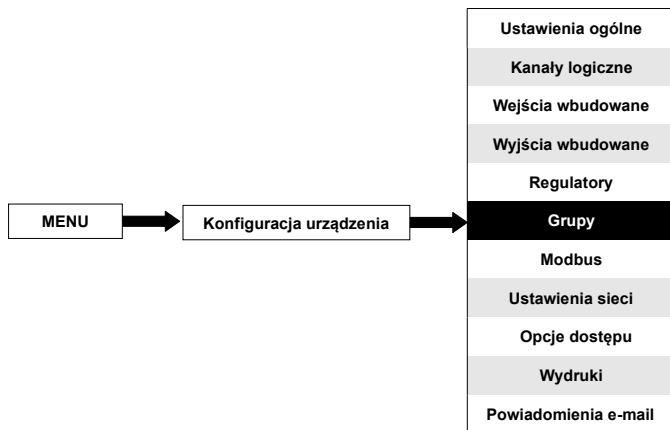 MENU
Konfiguracja urządzenia
Ustawienia ogólne
Kanały logiczne
Wejścia wbudowane
Wyjścia wbudowane
Regulatory
Grupy
Modbus
Ustawienia sieci
Opcje dostępu
Wydruki
Powiadomienia e-mail